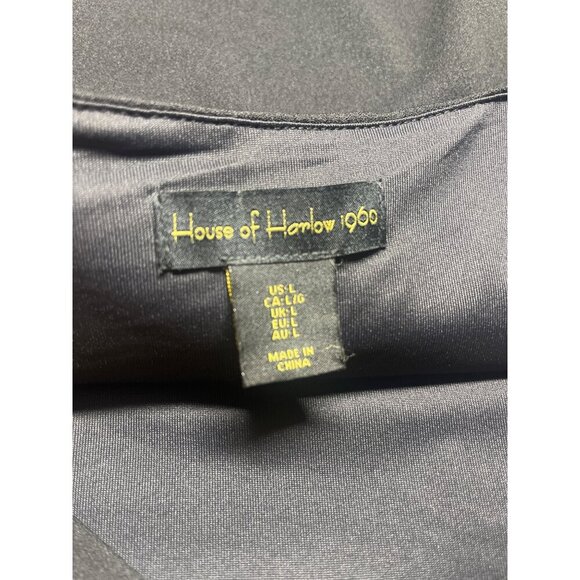 House of Harlow 1960
US:L
CA:L/G
UK:L
EU:L
AU:L
MADE IN
CHINA